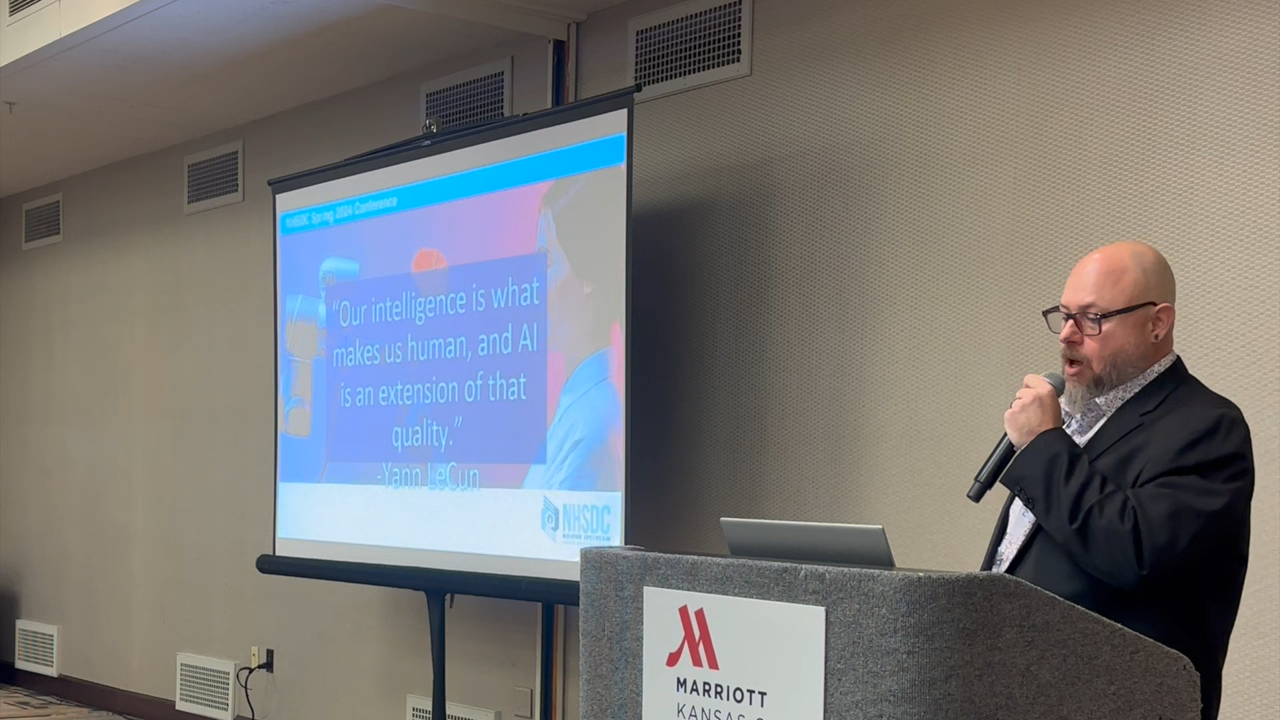 NHSDC Spring 2024 Conference
“Our intelligence is what
makes us human, and AI
is an extension of that
quality.”
-Yann LeCun
NHSDC
MARRIOTT
KANSAS C